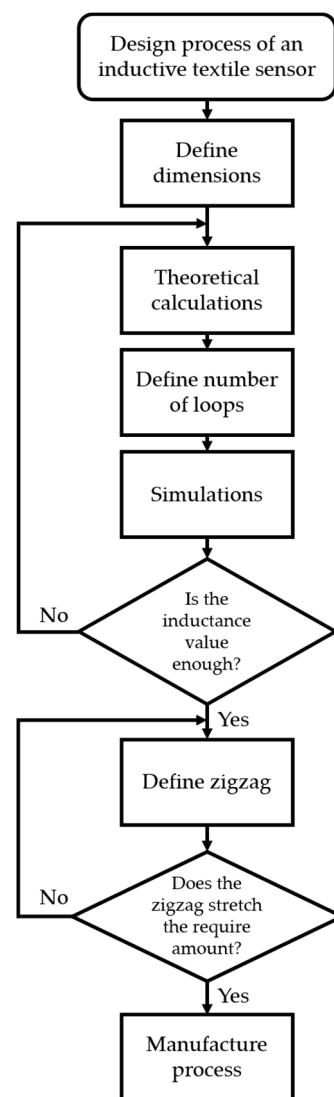 Design process of an
inductive textile sensor
Define
dimensions
Theoretical
calculations
Define number
of loops
Simulations
Is the
inductance
value
enough?
No
Yes
Define zigzag
Does the
zigzag stretch
the require
amount?
No
Yes
Manufacture
process